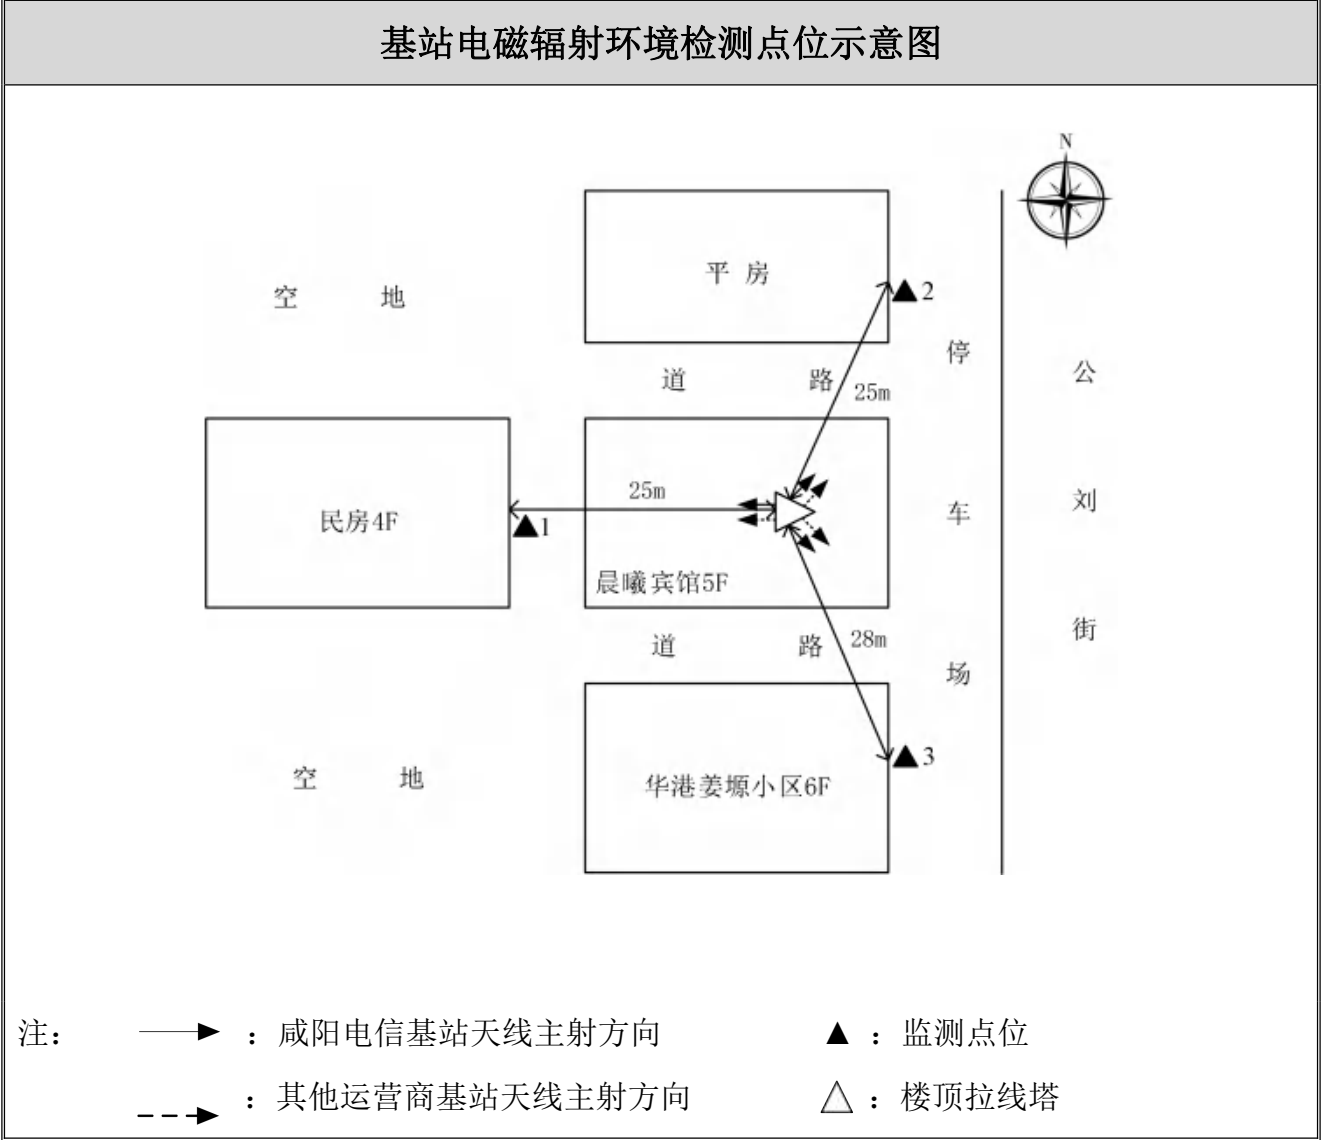 基站电磁辐射环境检测点位示意图
N
平 房
2
空 地
停
道 路
25m
公
民房4F
25m
1
车
刘
晨曦宾馆5F
道 路
28m
街
场
3
空 地
华港姜塬小区6F
注：
：咸阳电信基站天线主射方向
：监测点位
：其他运营商基站天线主射方向
：楼顶拉线塔